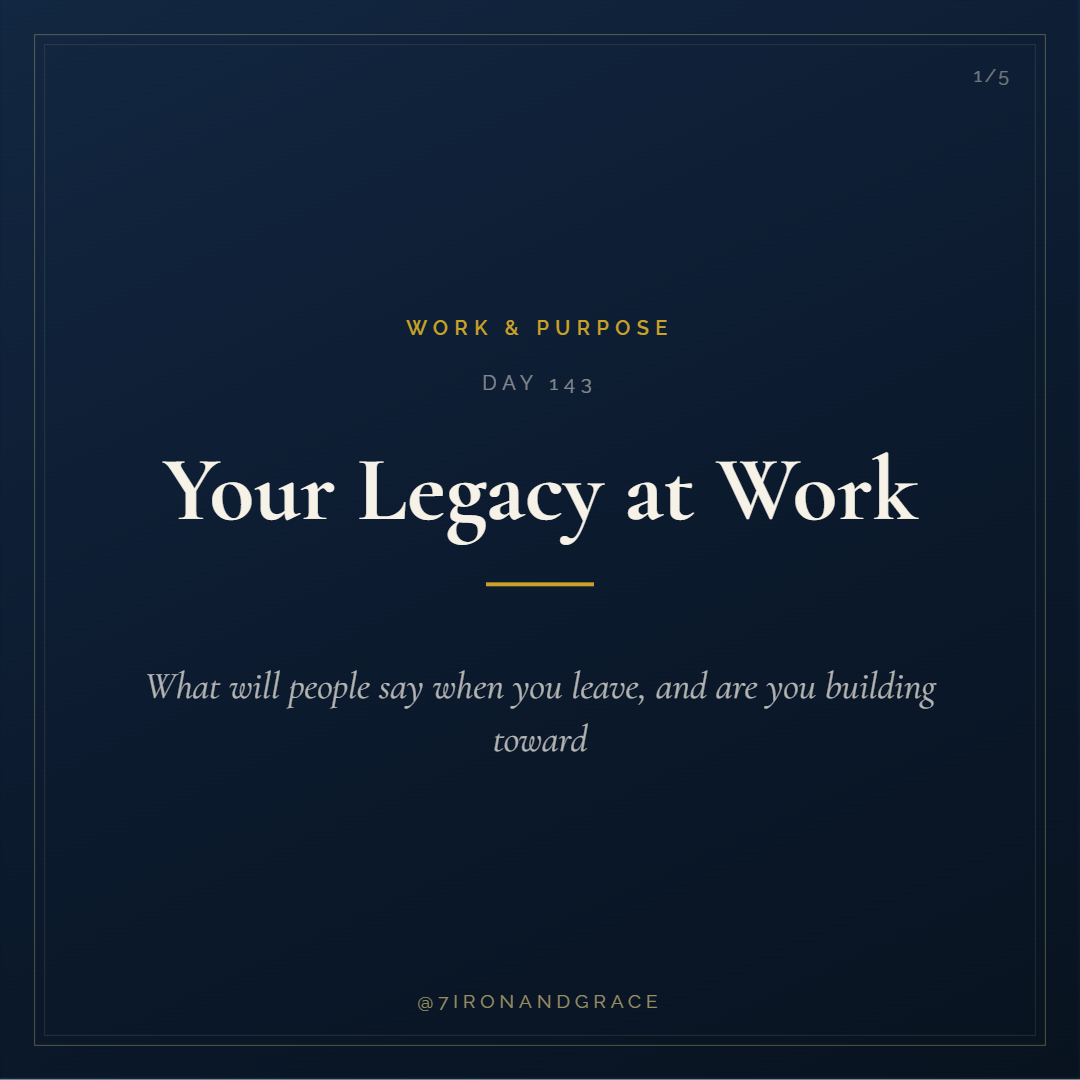 1/5
WORK & PURPOSE
DAY 143
Your Legacy at Work
What will people say when you leave, and are you building
toward
@7IRONANDGRACE